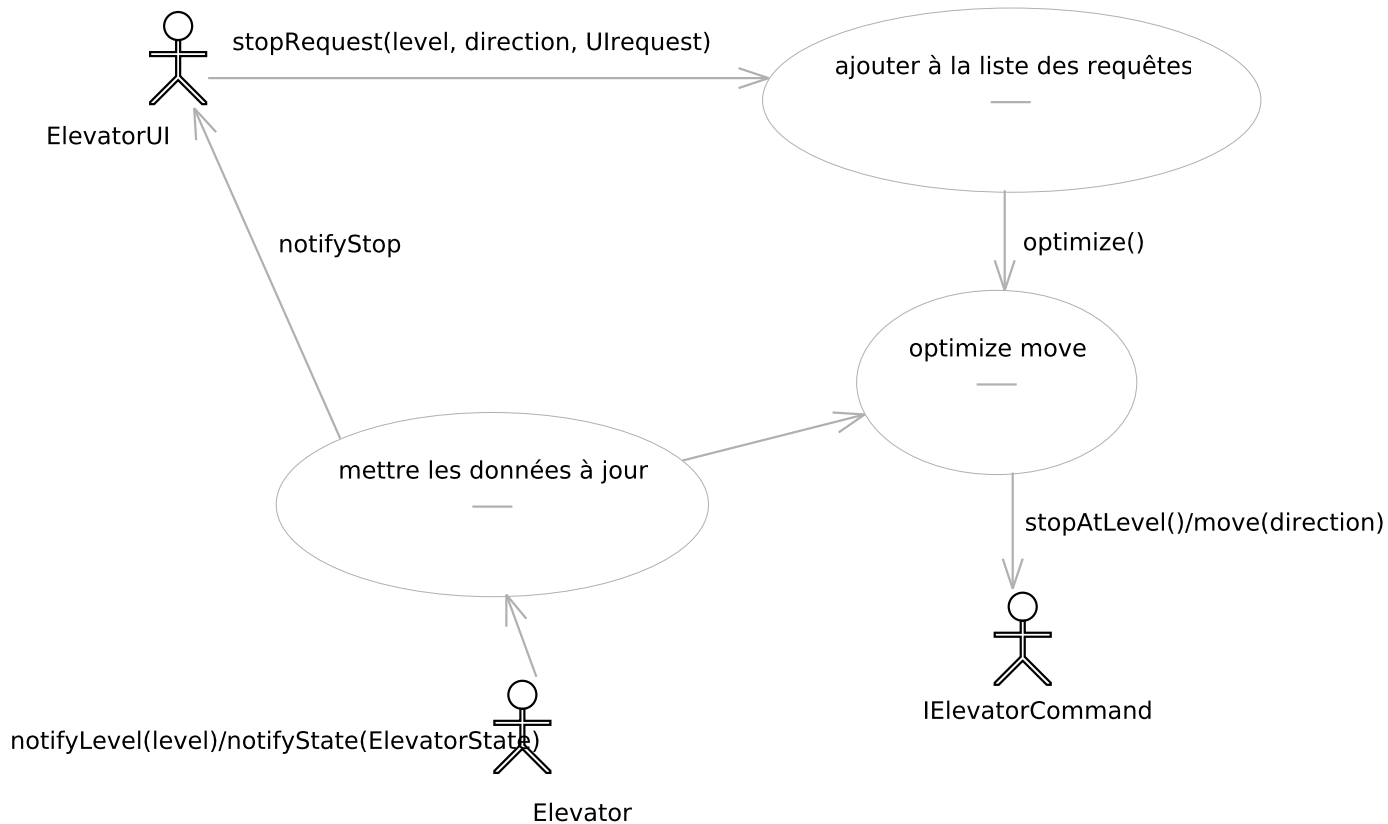 stopRequest(level, direction, UIrequest)
ajouter à la liste des requêtes
ElevatorUI
notifyStop
optimize()
optimize move
mettre les données à jour
stopAtLevel()/move(direction)
IElevatorCommand
notifyLevel(level)/notifyState(ElevatorState)
Elevator